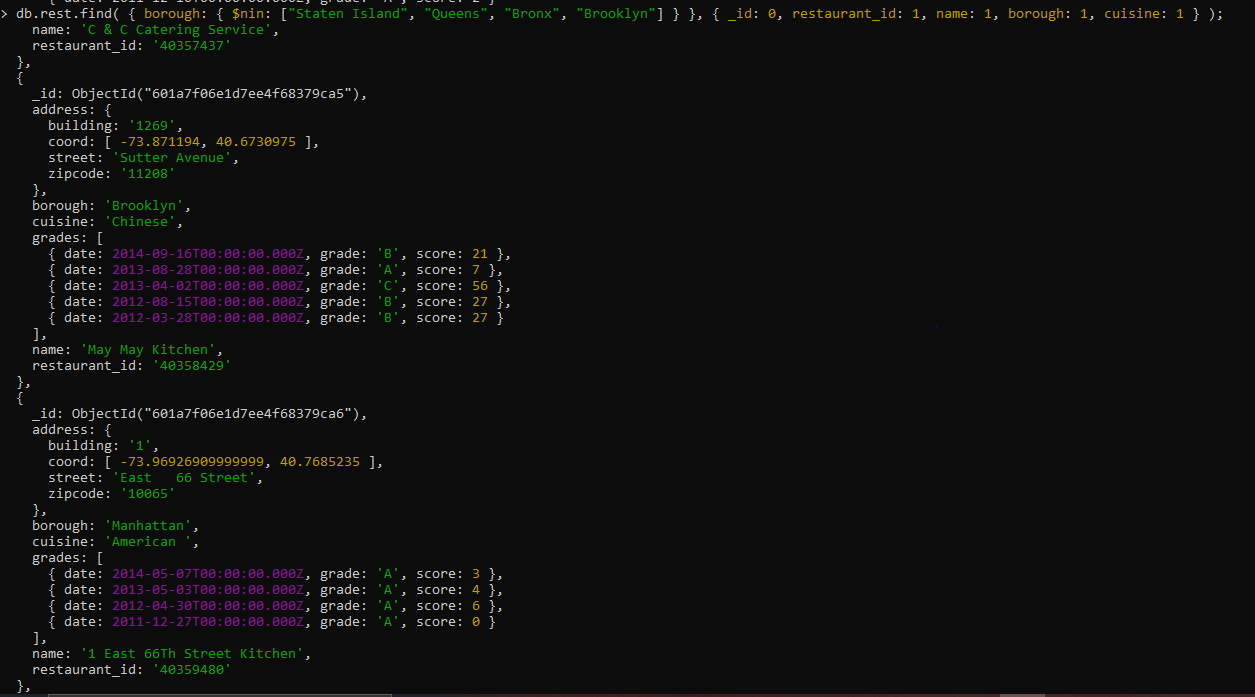 > db.rest.find( { borough: { $nin: ["Staten Island", "Queens", "Bronx", "Brooklyn"] } }, { _id: 0, restaurant_id: 1, name: 1, borough: 1, cuisine: 1 } );
name: 'C & C Catering Service',
restaurant_id: '40357437'
},
{
_id: ObjectId("601a7f06e1d7ee4f68379ca5"),
address: {
building: '1269',
coord: [ -73.871194, 40.6730975 ],
street: 'Sutter Avenue',
zipcode: '11208'
},
borough: 'Brooklyn',
cuisine: 'Chinese',
grades: [
{ date: 2014-09-16T00:00:00.000Z, grade: 'B', score: 21 },
{ date: 2013-08-28T00:00:00.000Z, grade: 'A', score: 7 },
{ date: 2013-04-02T00:00:00.000Z, grade: 'C', score: 56 },
{ date: 2012-08-15T00:00:00.000Z, grade: 'B', score: 27 },
{ date: 2012-03-28T00:00:00.000Z, grade: 'B', score: 27 }
],
name: 'May May Kitchen',
restaurant_id: '40358429'
},
{
_id: ObjectId("601a7f06e1d7ee4f68379ca6"),
address: {
building: '1',
coord: [ -73.96926909999999, 40.7685235 ],
street: 'East   66 Street',
zipcode: '10065'
},
borough: 'Manhattan',
cuisine: 'American ',
grades: [
{ date: 2014-05-07T00:00:00.000Z, grade: 'A', score: 3 },
{ date: 2013-05-03T00:00:00.000Z, grade: 'A', score: 4 },
{ date: 2012-04-30T00:00:00.000Z, grade: 'A', score: 6 },
{ date: 2011-12-27T00:00:00.000Z, grade: 'A', score: 0 }
],
name: '1 East 66Th Street Kitchen',
restaurant_id: '40359480'
},